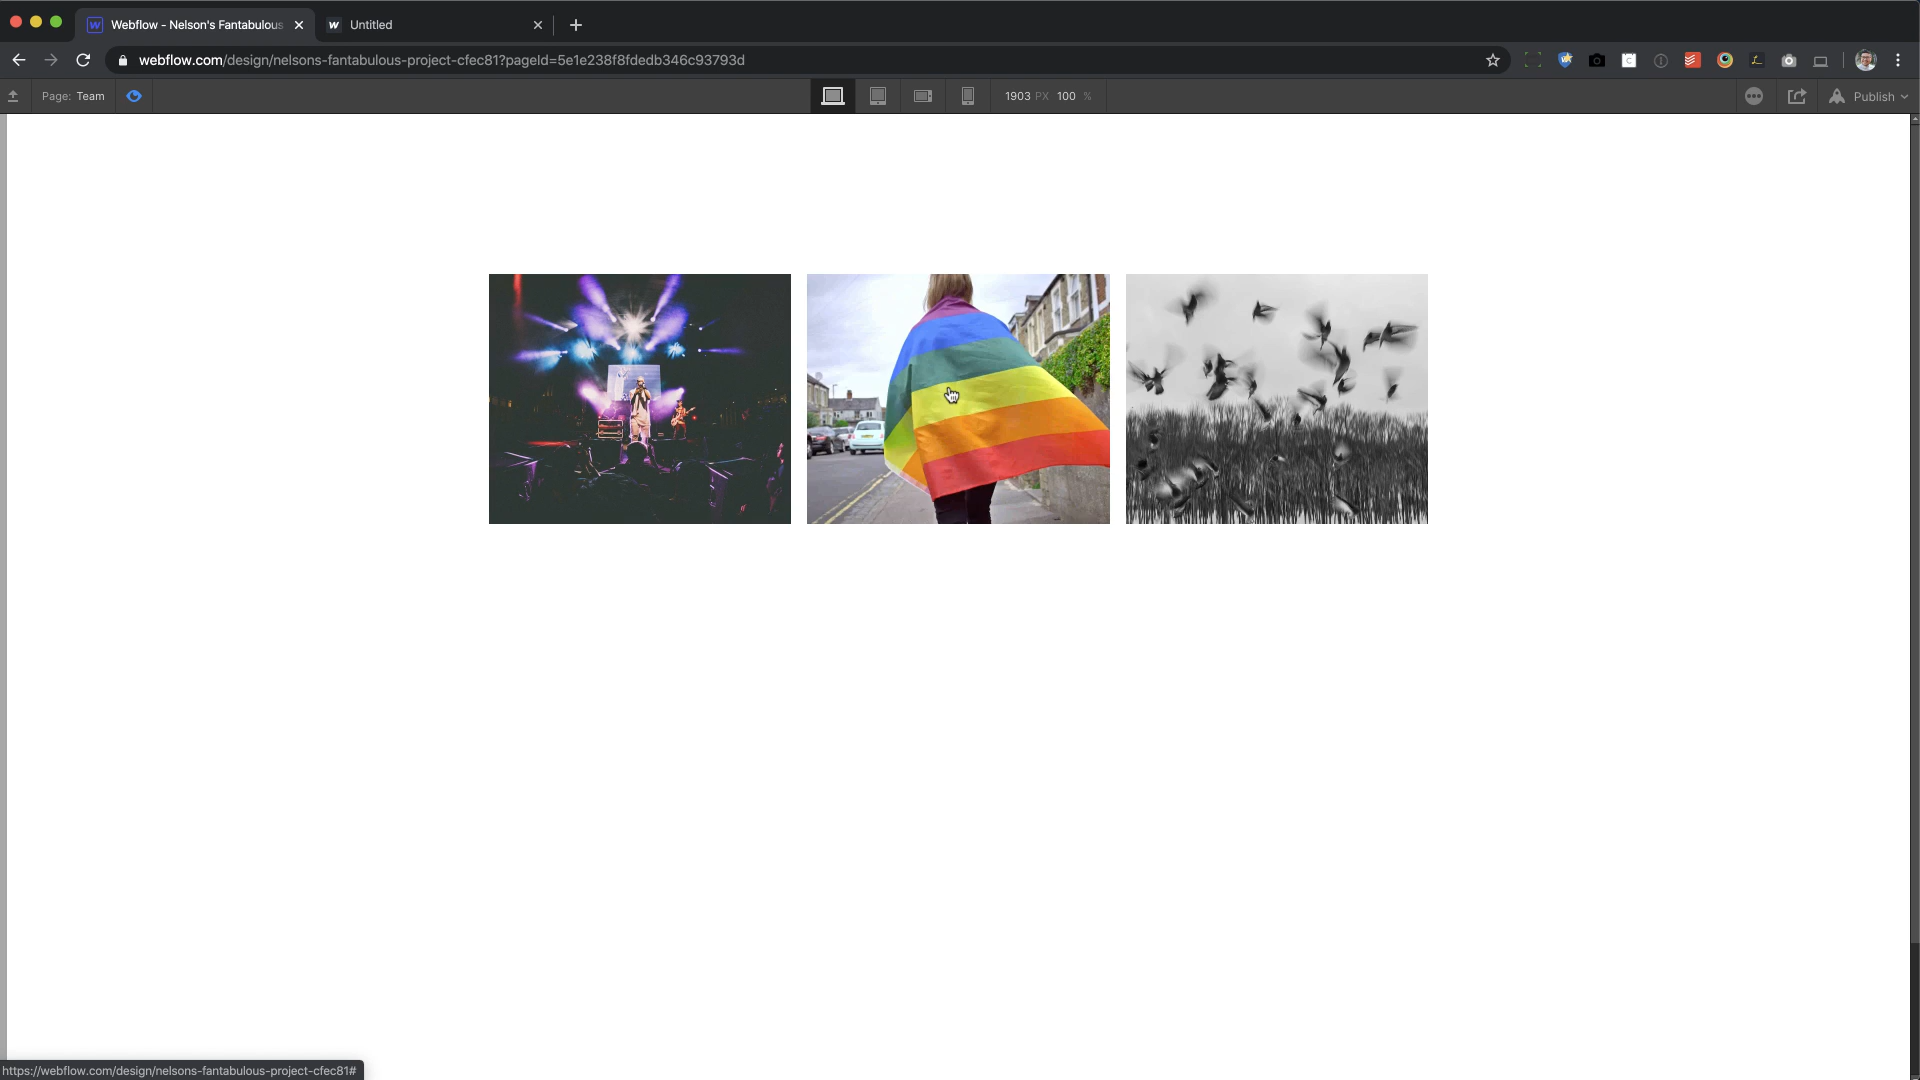 Webflow - Nelson's Fantabulous
Untitled
webflow.com/design/nelsons-fantabulous-project-cfec81?pageId=5e1e238f8fdedb346c93793d
Page: Team
1903 PX 100 %
Publish
https://webflow.com/design/nelsons-fantabulous-project-cfec81#